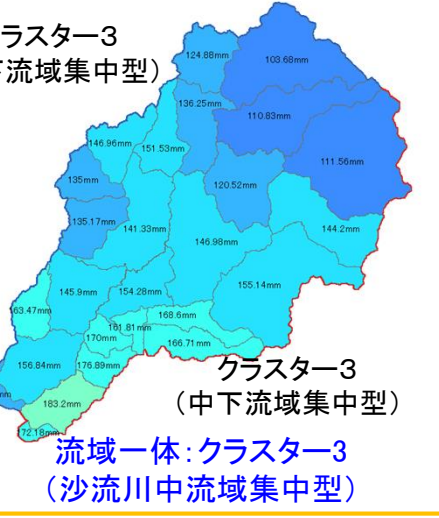 ラスター3
下流域集中型）
124.88mm
103.68mm
136.25mm
110.83mm
146.96mm
151.53mm
111.56mm
135mm
120.52mm
135.17mm
141.33mm
144.2mm
146.98mm
155.14mm
145.9mm
154.28mm
163.47mm
168.6mm
161.81mm
170mm
166.71mm
156.84mm
176.89mm
183.2mm
172.18mm
クラスター3
（中下流域集中型）
流域一体：クラスター3
（沙流川中流域集中型）